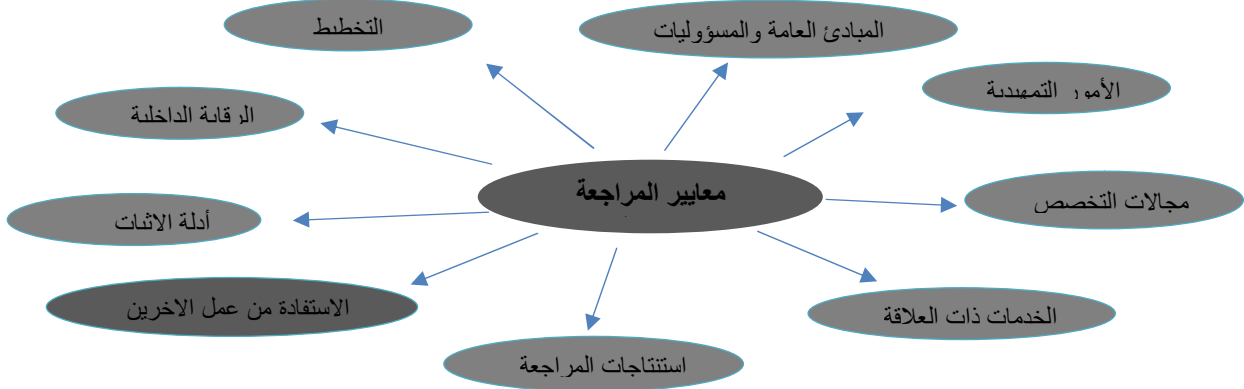 المبادئ العامة والمسؤوليات
التخطيط
الأمور التمهيدية
الرقابة الداخلية
معايير المراجعة
مجالات التخصص
أدلة الاثبات
الاستفادة من عمل الاخرين
الخدمات ذات العلاقة
استنتاجات المراجعة